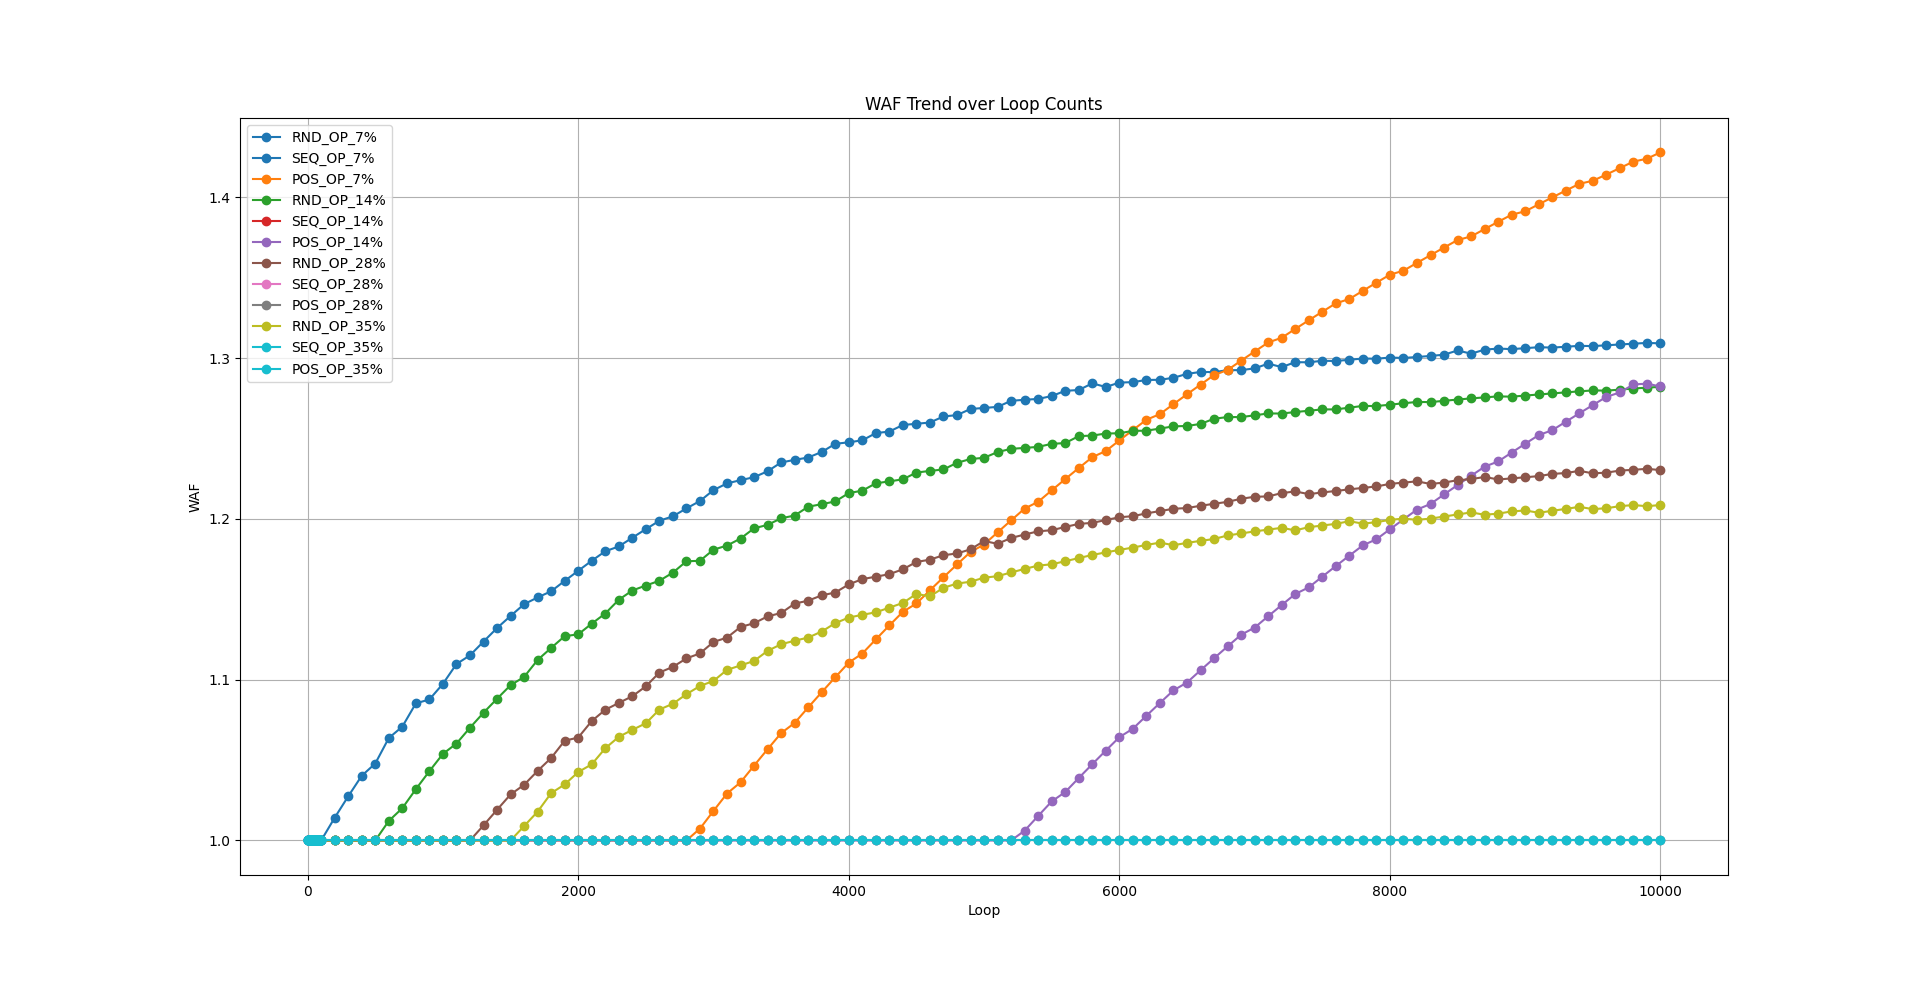 WAF Trend over Loop Counts
RND_OP_7%
SEQ_OP_7%
POS_OP_7%
RND_OP_14%
SEQ_OP_14%
POS_OP_14%
RND_OP_28%
SEQ_OP_28%
POS_OP_28%
RND_OP_35%
SEQ_OP_35%
POS_OP_35%
1.4
1.3
1.2
1.1
1.0
WAF
0 2000 4000 6000 8000 10000
Loop